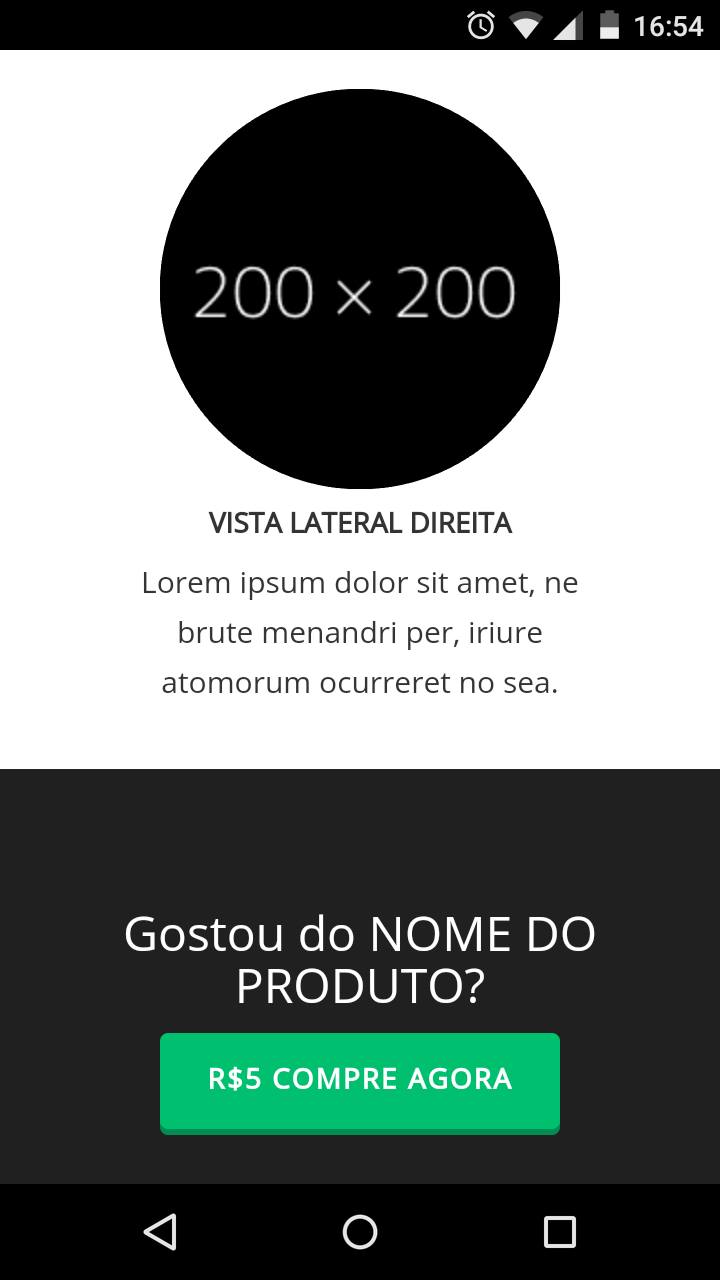 16:54
200 × 200
VISTA LATERAL DIREITA
Lorem ipsum dolor sit amet, ne
brute menandri per, iriure
atomorum ocurreret no sea.
Gostou do NOME DO
PRODUTO?
R$5 COMPRE AGORA